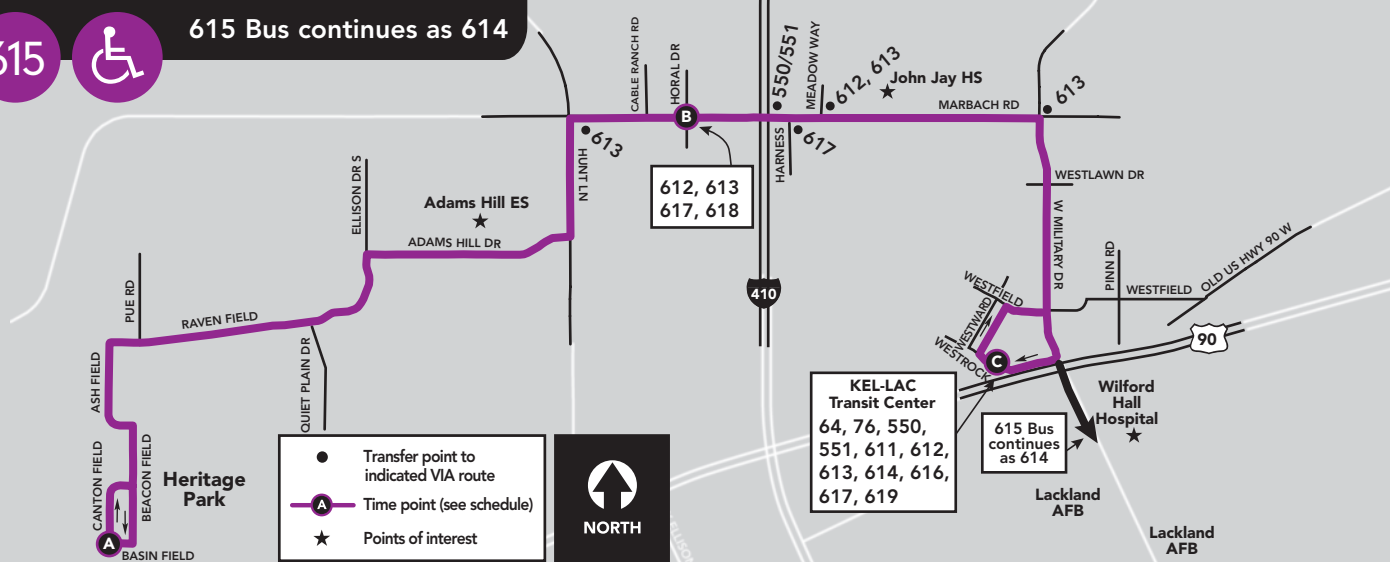 615
615 Bus continues as 614
CABLE RANCH RD
HORAL DR
550/551
MEADOW WAY
612, 613
John Jay HS
MARBACH RD
613
B
613
HUNT LN
HARNESS
617
612, 613
617, 618
WESTLAWN DR
W MILITARY DR
ELLISON DR S
Adams Hill ES
ADAMS HILL DR
410
PUE RD
RAVEN FIELD
QUIET PLAIN DR
ASH FIELD
CANTON FIELD
BEACON FIELD
Heritage
Park
A
BASIN FIELD
PINN RD
WESTFIELD
OLD US HWY 90 W
WESTFIELD
WESTWARD
WESTROCK
C
90
KEL-LAC
Transit Center
64, 76, 550,
551, 611, 612,
613, 614, 616,
617, 619
615 Bus
continues
as 614
Wilford
Hall
Hospital
Lackland
AFB
Lackland
AFB
Transfer point to
indicated VIA route
A
Time point (see schedule)
Points of interest
NORTH
ELLISON